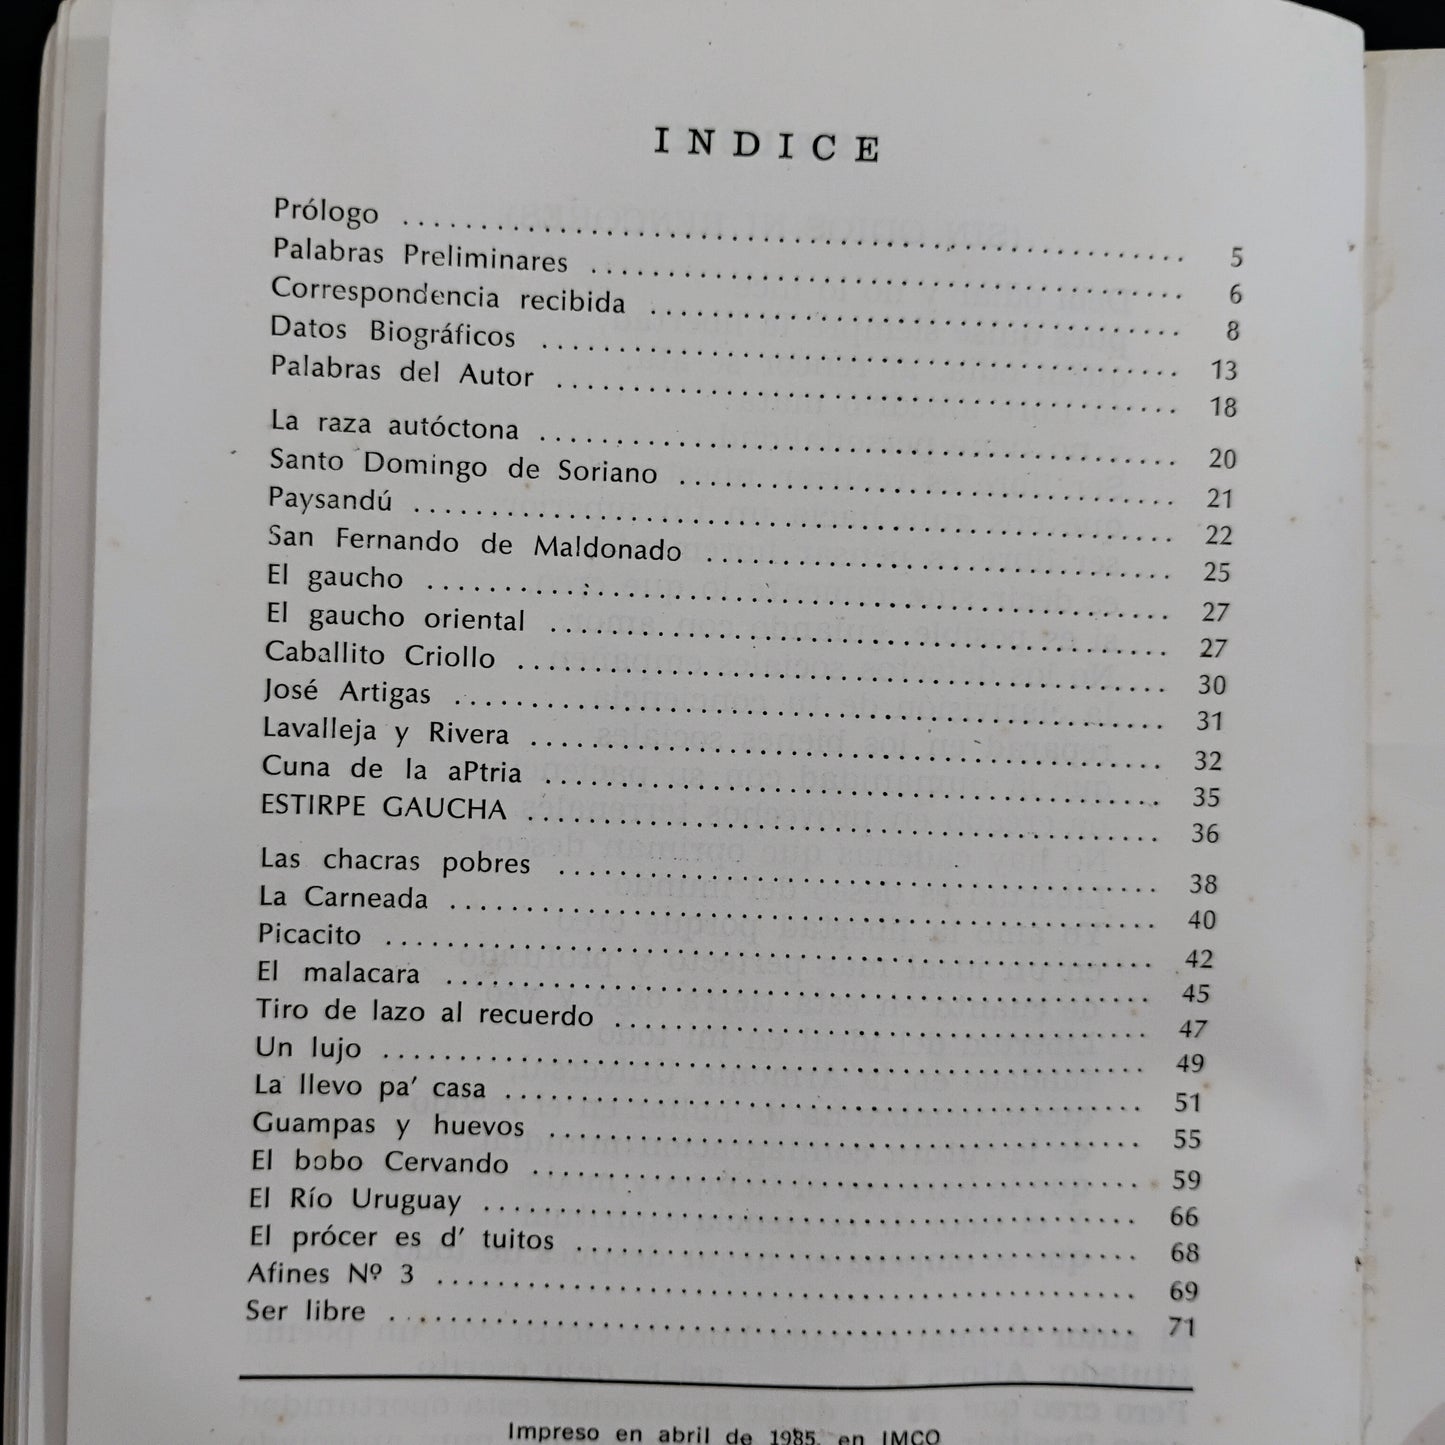 INDICE
Prólogo 5
Palabras Preliminares 6
Correspondencia recibida 8
Datos Biográficos 13
Palabras del Autor 18
La raza autóctona 20
Santo Domingo de Soriano 21
Paysandú 22
San Fernando de Maldonado 25
El gaucho 27
El gaucho oriental 27
Caballito Criollo 30
José Artigas 31
Lavalleja y Rivera 32
Cuna de la aPtria 35
ESTIRPE GAUCHA 36
Las chacras pobres 38
La Carneada 40
Picacito 42
El malacara 45
Tiro de lazo al recuerdo 47
Un lujo 49
La llevo pa' casa 51
Guampas y huevos 55
El bobo Cervando 59
El Río Uruguay 66
El prócer es d' tuitos 68
Afines Nº 3 69
Ser libre 71
Impreso en abril de 1985, en IMCO